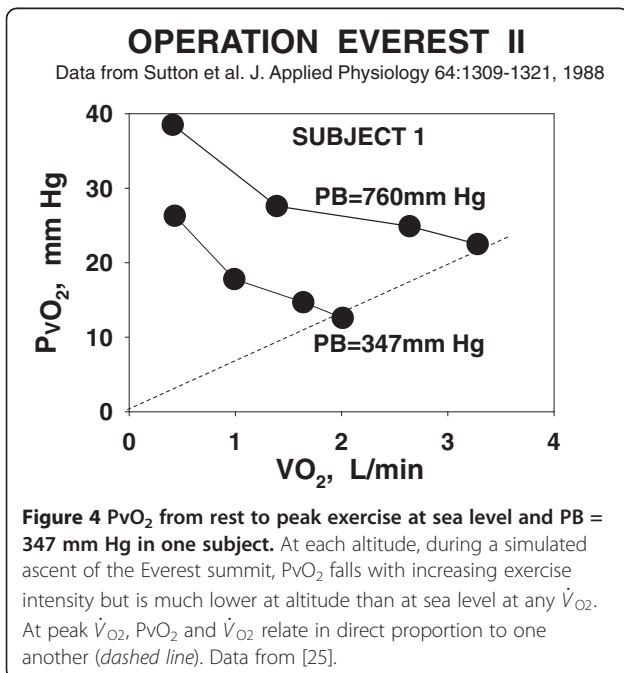 OPERATION EVEREST II
Data from Sutton et al. J. Applied Physiology 64:1309-1321, 1988
40
SUBJECT 1
PB=760mm Hg
30
PvO₂, mm Hg
20
10
PB=347mm Hg
0
0 1 2 3 4
VO₂, L/min
Figure 4 PvO₂ from rest to peak exercise at sea level and PB =
347 mm Hg in one subject. At each altitude, during a simulated
ascent of the Everest summit, PvO₂ falls with increasing exercise
intensity but is much lower at altitude than at sea level at any V̇O2.
At peak V̇O2, PvO₂ and V̇O2 relate in direct proportion to one
another (dashed line). Data from [25].